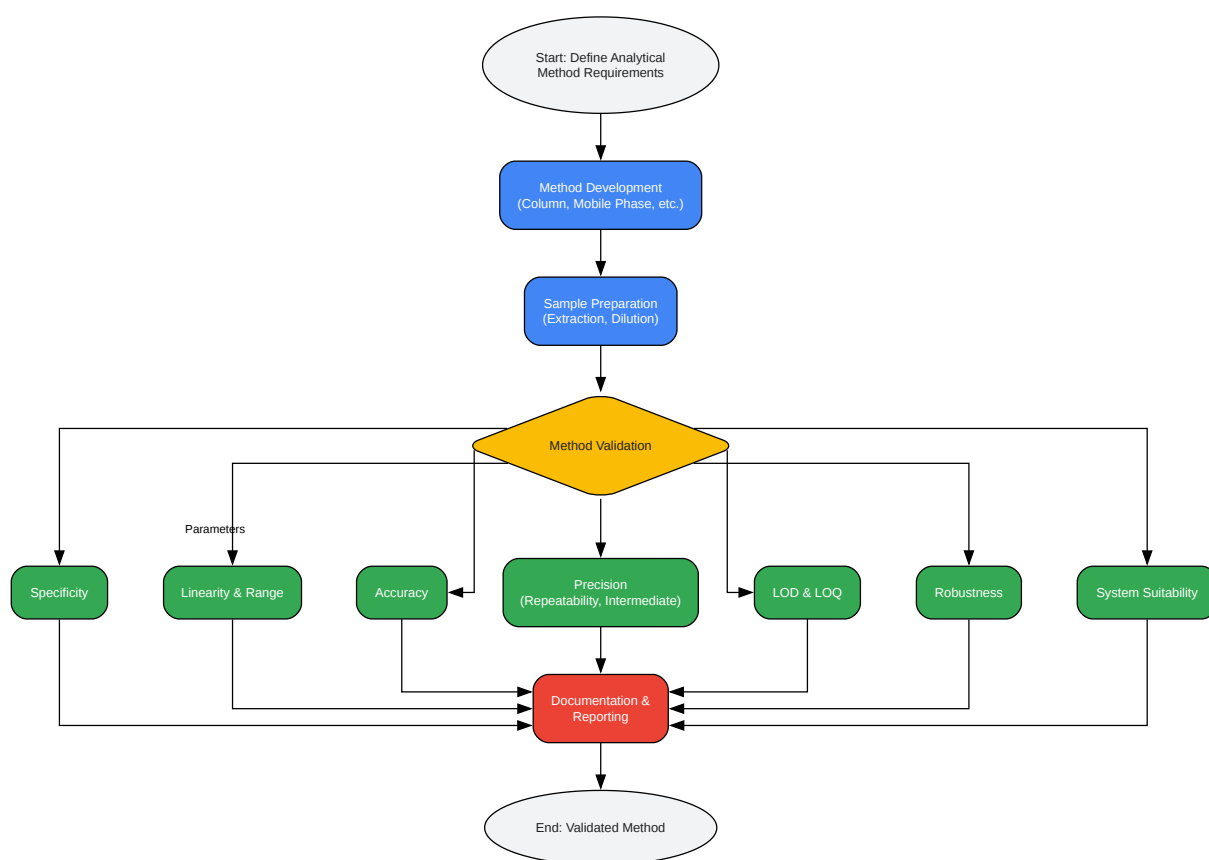 Start: Define Analytical
Method Requirements
Method Development
(Column, Mobile Phase, etc.)
Sample Preparation
(Extraction, Dilution)
Method Validation
Parameters
Specificity
Linearity & Range
Accuracy
Precision
(Repeatability, Intermediate)
LOD & LOQ
Robustness
System Suitability
Documentation &
Reporting
End: Validated Method